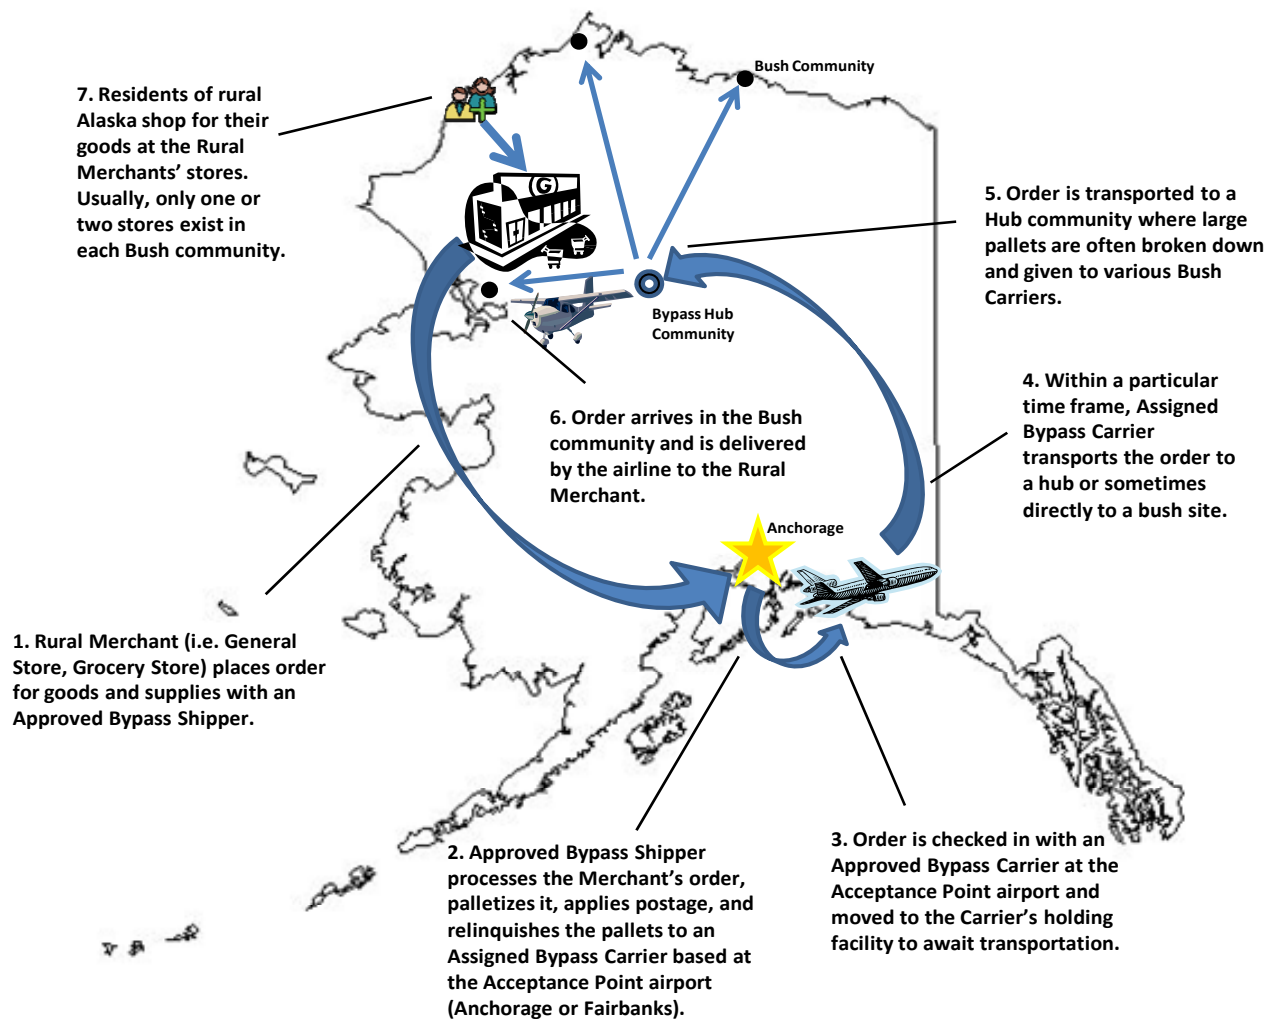 Bush Community
7. Residents of rural
Alaska shop for their
goods at the Rural
Merchants' stores.
Usually, only one or
two stores exist in
each Bush community.
G
5. Order is transported to a
Hub community where large
pallets are often broken down
and given to various Bush
Carriers.
Bypass Hub
Community
4. Within a particular
time frame, Assigned
Bypass Carrier
transports the order to
a hub or sometimes
directly to a bush site.
6. Order arrives in the Bush
community and is delivered
by the airline to the Rural
Merchant.
Anchorage
1. Rural Merchant (i.e. General
Store, Grocery Store) places order
for goods and supplies with an
Approved Bypass Shipper.
2. Approved Bypass Shipper
processes the Merchant's order,
palletizes it, applies postage, and
relinquishes the pallets to an
Assigned Bypass Carrier based at
the Acceptance Point airport
(Anchorage or Fairbanks).
3. Order is checked in with an
Approved Bypass Carrier at the
Acceptance Point airport and
moved to the Carrier's holding
facility to await transportation.